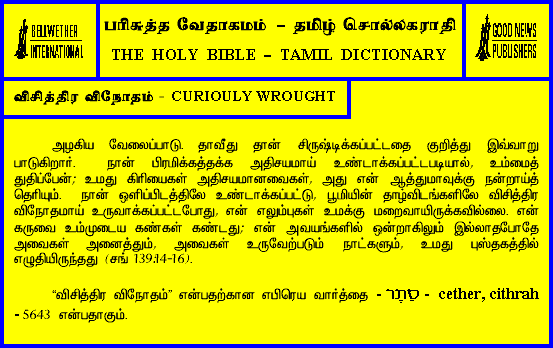 BELLWETHER
INTERNATIONAL
பரிசுத்த வேதாகமம் – தமிழ் சொல்லகராதி
THE HOLY BIBLE – TAMIL DICTIONARY
GOOD NEWS
PUBLISHERS
விசித்திர விநோதம் - CURIOULY WROUGHT
அழகிய வேலைப்பாடு. தாவீது தான் சிருஷ்டிக்கப்பட்டதை குறித்து இவ்வாறு
பாடுகிறார். நான் பிரமிக்கத்தக்க அதிசயமாய் உண்டாக்கப்பட்டபடியால், உம்மைத்
துதிப்பேன்; உமது கிரியைகள் அதிசயமானவைகள், அது என் ஆத்துமாவுக்கு நன்றாய்த்
தெரியும். நான் ஒளிப்பிடத்திலே உண்டாக்கப்பட்டு, பூமியின் தாழ்விடங்களிலே விசித்திர
விநோதமாய் உருவாக்கப்பட்டபோது, என் எலும்புகள் உமக்கு மறைவாயிருக்கவில்லை. என்
கருவை உம்முடைய கண்கள் கண்டது; என் அவயங்களில் ஒன்றாகிலும் இல்லாதபோதே
அவைகள் அனைத்தும், அவைகள் உருவேற்படும் நாட்களும், உமது புஸ்தகத்தில்
எழுதியிருந்தது (சங் 139:14-16).
“விசித்திர விநோதம்” என்பதற்கான எபிரெய வார்த்தை - סֵתֶר - cether, cithrah
- 5643 என்பதாகும்.